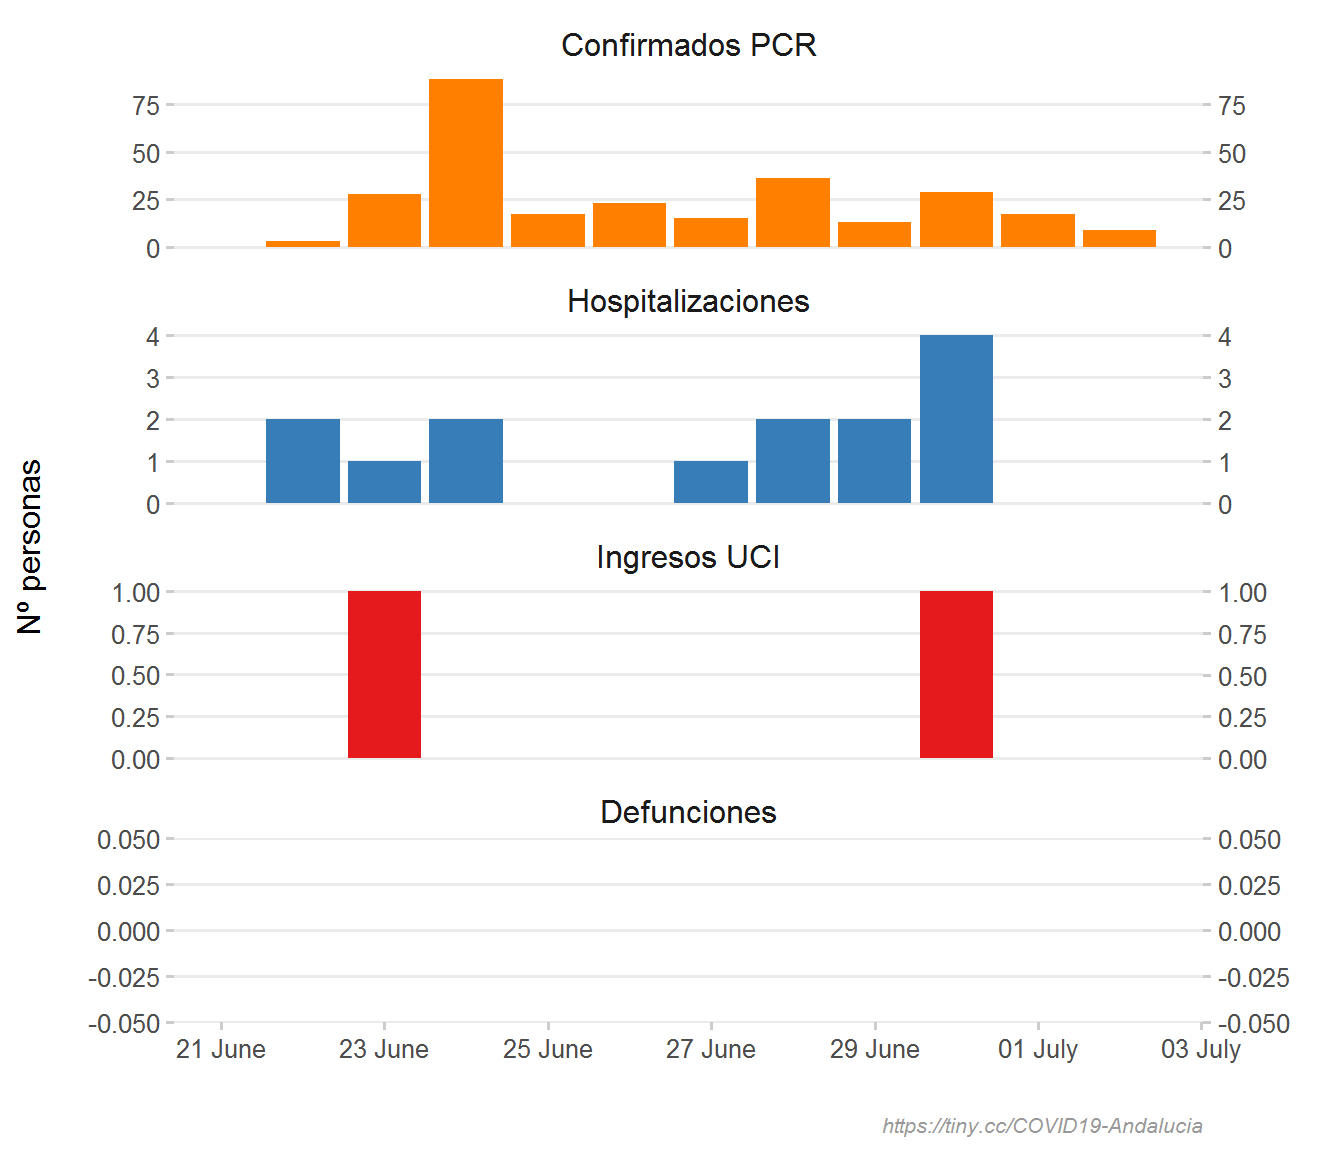 Confirmados PCR
75 75
50 50
25 25
0 0
Hospitalizaciones
4 4
3 3
2 2
1 1
0 0
Nº personas
Ingresos UCI
1.00 1.00
0.75 0.75
0.50 0.50
0.25 0.25
0.00 0.00
Defunciones
0.050 0.050
0.025 0.025
0.000 0.000
-0.025 -0.025
-0.050 -0.050
21 June 23 June 25 June 27 June 29 June 01 July 03 July
https://tiny.cc/COVID19-Andalucia